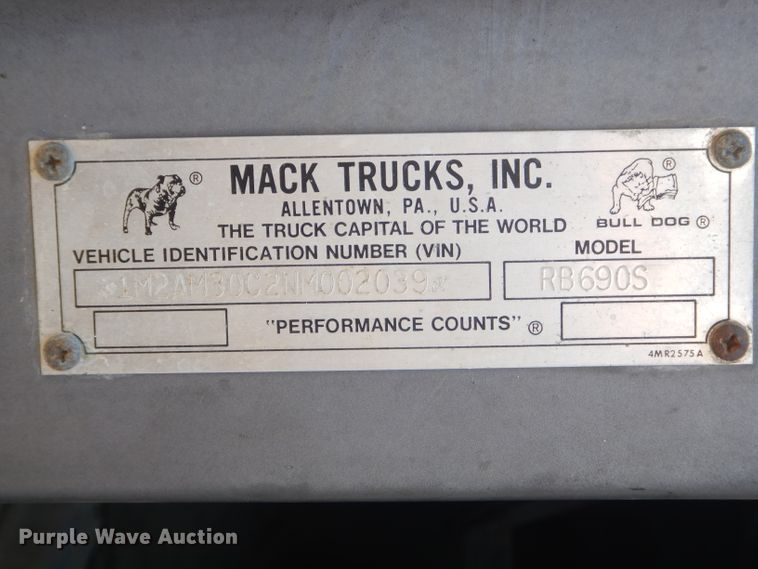 MACK TRUCKS, INC.
ALLENTOWN, PA., U.S.A.
THE TRUCK CAPITAL OF THE WORLD
BULL DOG ®
VEHICLE IDENTIFICATION NUMBER (VIN) MODEL
1M2AM30C2NM002039 RB690S
"PERFORMANCE COUNTS" ®
4MR2575A
Purple Wave Auction